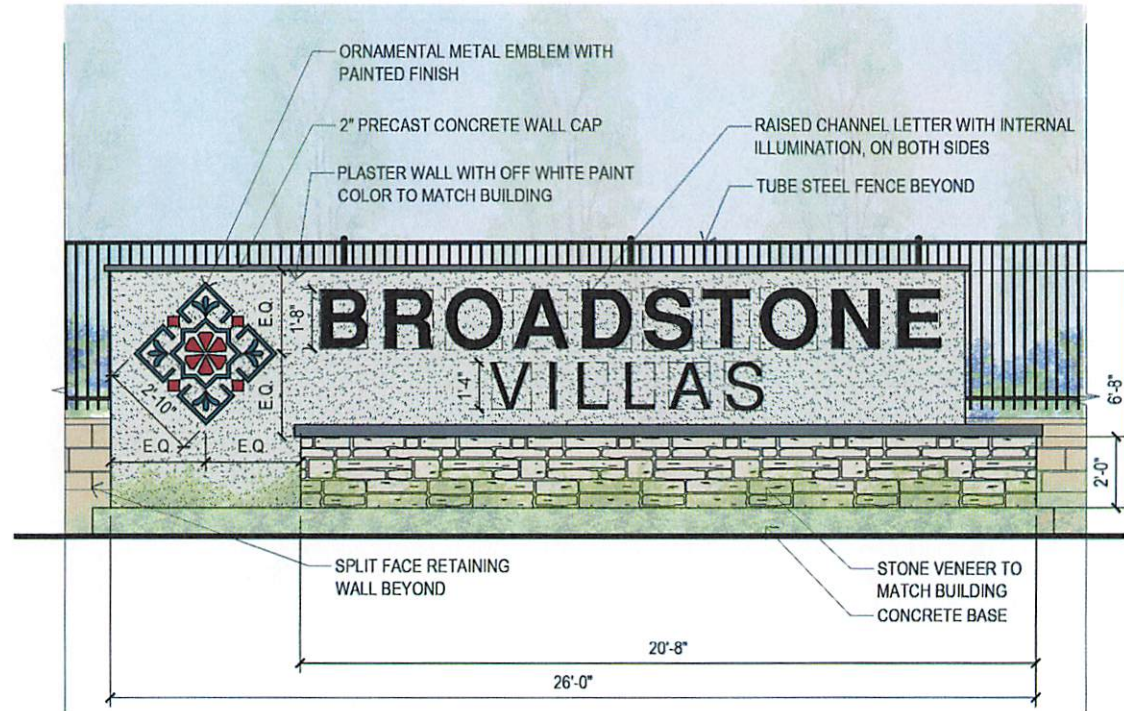 ORNAMENTAL METAL EMBLEM WITH
PAINTED FINISH
2" PRECAST CONCRETE WALL CAP
PLASTER WALL WITH OFF WHITE PAINT
COLOR TO MATCH BUILDING
RAISED CHANNEL LETTER WITH INTERNAL
ILLUMINATION, ON BOTH SIDES
TUBE STEEL FENCE BEYOND
E.Q.
1'-8"
BROADSTONE
E.Q.
1'-4"
VILLAS
2'-10"
6'-8"
E.Q.
E.Q.
2'-0"
SPLIT FACE RETAINING
WALL BEYOND
STONE VENEER TO
MATCH BUILDING
CONCRETE BASE
20'-8"
26'-0"